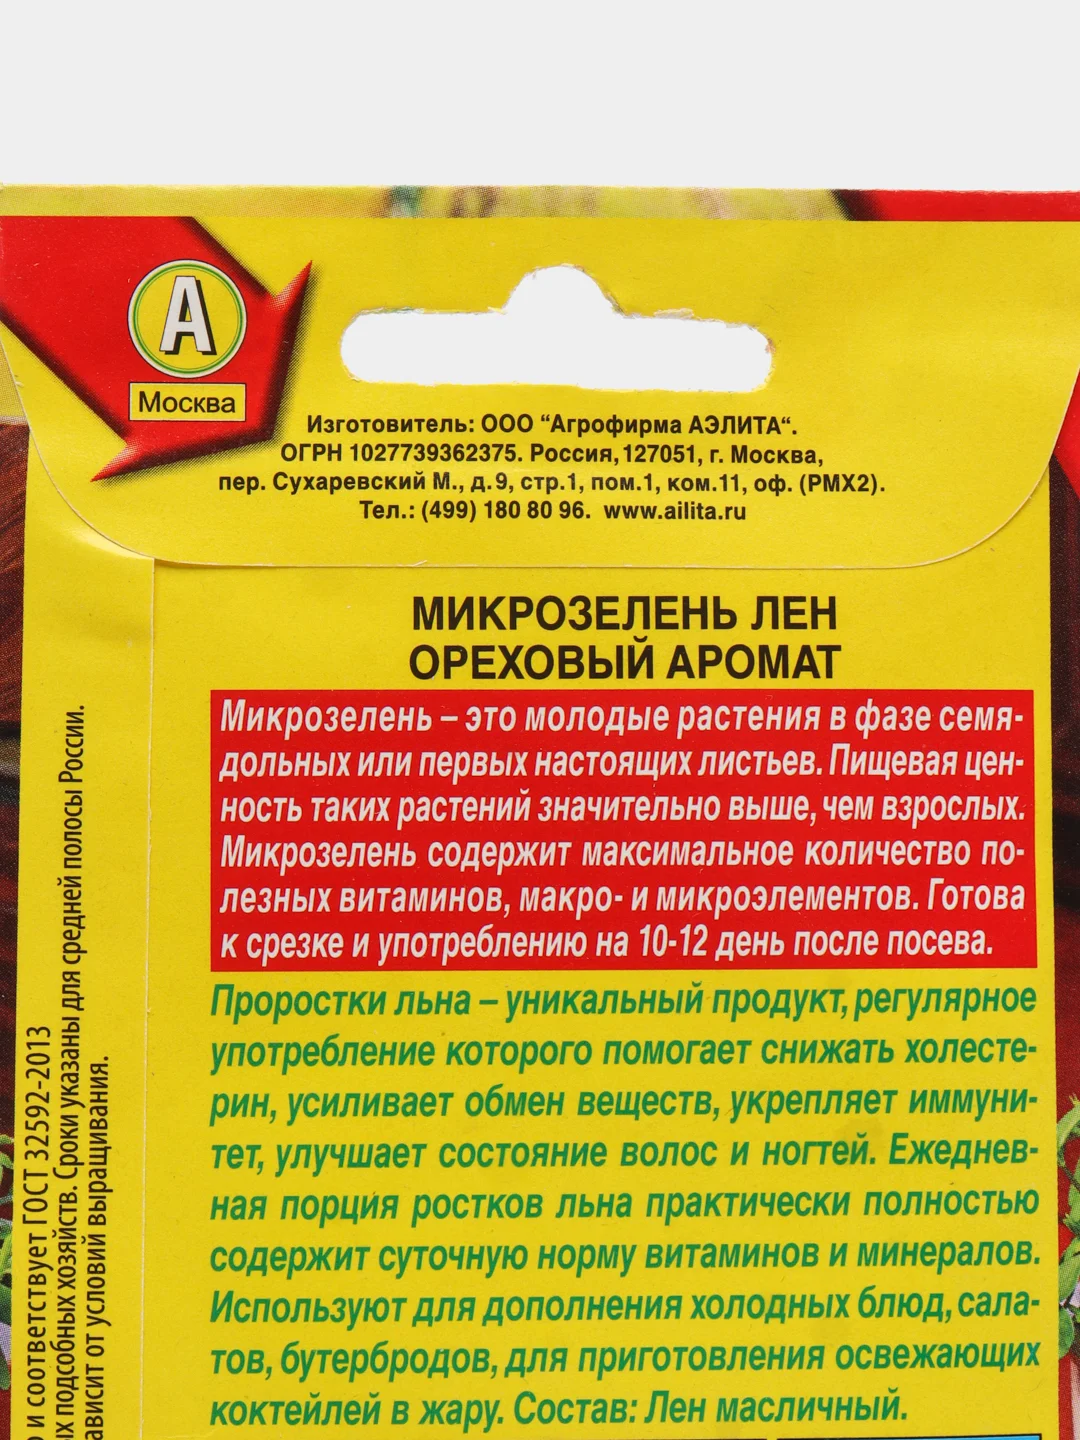 А
Москва
Изготовитель: ООО “Агрофирма АЭЛИТА“.
ОГРН 1027739362375. Россия, 127051, г. Москва,
пер. Сухаревский М., д.9, стр.1, пом.1, ком.11, оф. (РМХ2).
Тел.: (499) 180 80 96. www.ailita.ru
МИКРОЗЕЛЕНЬ ЛЕН
ОРЕХОВЫЙ АРОМАТ
Микрозелень – это молодые растения в фазе семя-
дольных или первых настоящих листьев. Пищевая цен-
ность таких растений значительно выше, чем взрослых.
Микрозелень содержит максимальное количество по-
лезных витаминов, макро- и микроэлементов. Готова
к срезке и употреблению на 10-12 день после посева.
Проростки льна – уникальный продукт, регулярное
употребление которого помогает снижать холесте-
рин, усиливает обмен веществ, укрепляет иммуни-
тет, улучшает состояние волос и ногтей. Ежеднев-
ная порция ростков льна практически полностью
содержит суточную норму витаминов и минералов.
Используют для дополнения холодных блюд, сала-
тов, бутербродов, для приготовления освежающих
коктейлей в жару. Состав: Лен масличный.
и соответствует ГОСТ 32592-2013
подсобных хозяйств. Сроки указаны для средней полосы России.
от условий выращивания.